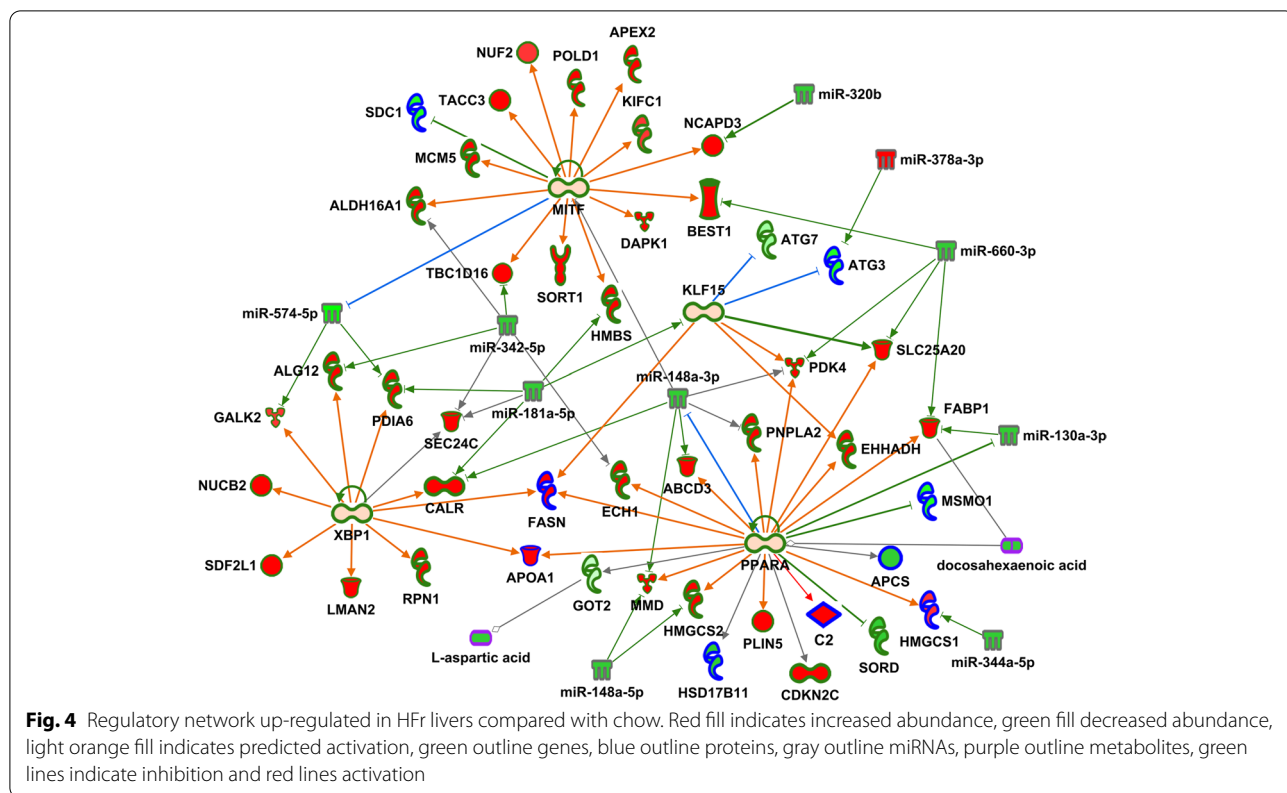 APEX2
NUF2
POLD1
miR-320b
SDC1
TACC3
KIFC1
NCAPD3
MCM5
miR-378a-3p
ALDH16A1
MITF
DAPK1
BEST1
ATG7
ATG3
miR-660-3p
TBC1D16
SORT1
KLF15
miR-574-5p
HMBS
miR-342-5p
SLC25A20
ALG12
PDIA6
miR-181a-5p
miR-148a-3p
PDK4
GALK2
SEC24C
PNPLA2
EHHADH
FABP1
miR-130a-3p
NUCB2
CALR
FASN
ECH1
ABCD3
MSMO1
XBP1
PPARA
docosahexaenoic acid
SDF2L1
LMAN2
RPN1
APOA1
GOT2
MMD
APCS
L-aspartic acid
HMGCS2
PLIN5
C2
SORD
HMGCS1
miR-344a-5p
miR-148a-5p
HSD17B11
CDKN2C
Fig. 4 Regulatory network up-regulated in HFr livers compared with chow. Red fill indicates increased abundance, green fill decreased abundance,
light orange fill indicates predicted activation, green outline genes, blue outline proteins, gray outline miRNAs, purple outline metabolites, green
lines indicate inhibition and red lines activation